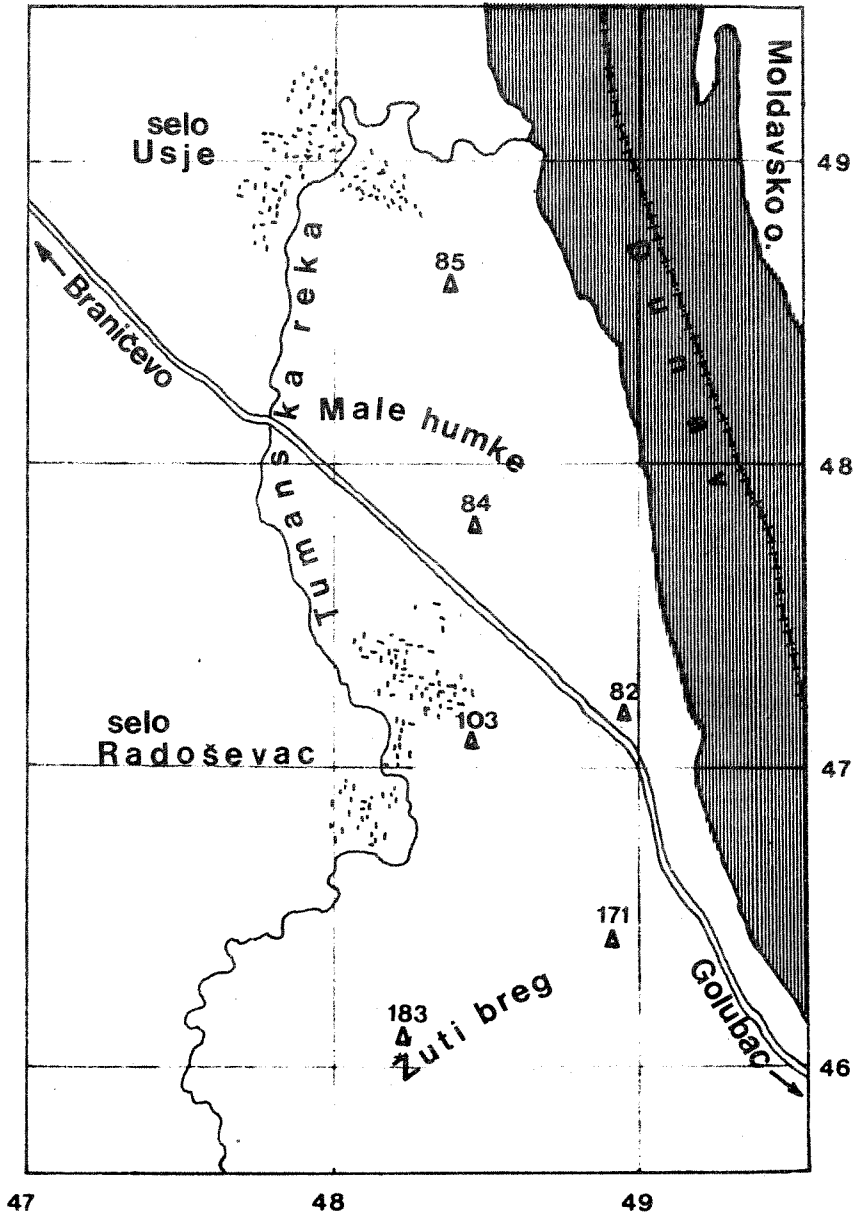 selo
Usje
Moldavsko o.
49
Dunav
85
Braničevo
Tumanska reka
Male humke
48
84
82
103
selo
Radoševac
47
171
Golubac
183
Žuti breg
46
47
48
49